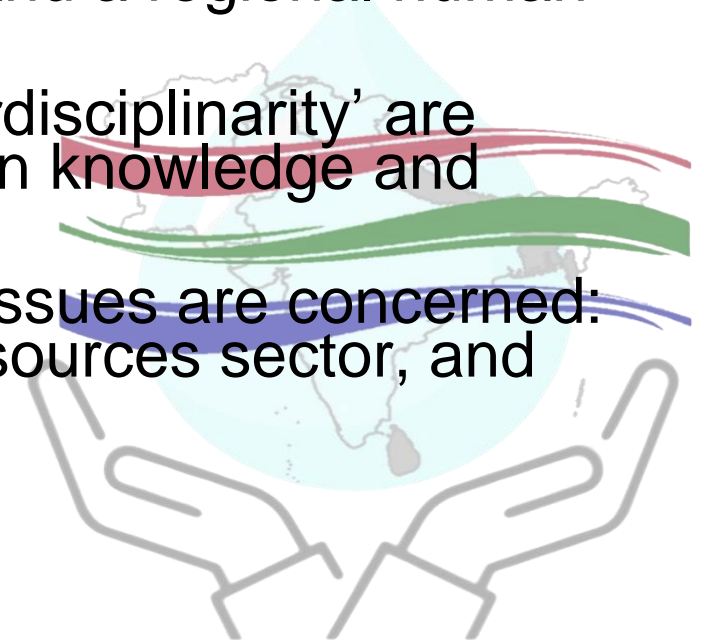 rdisciplinarity’ are
n knowledge and
ssues are concerned:
sources sector, and